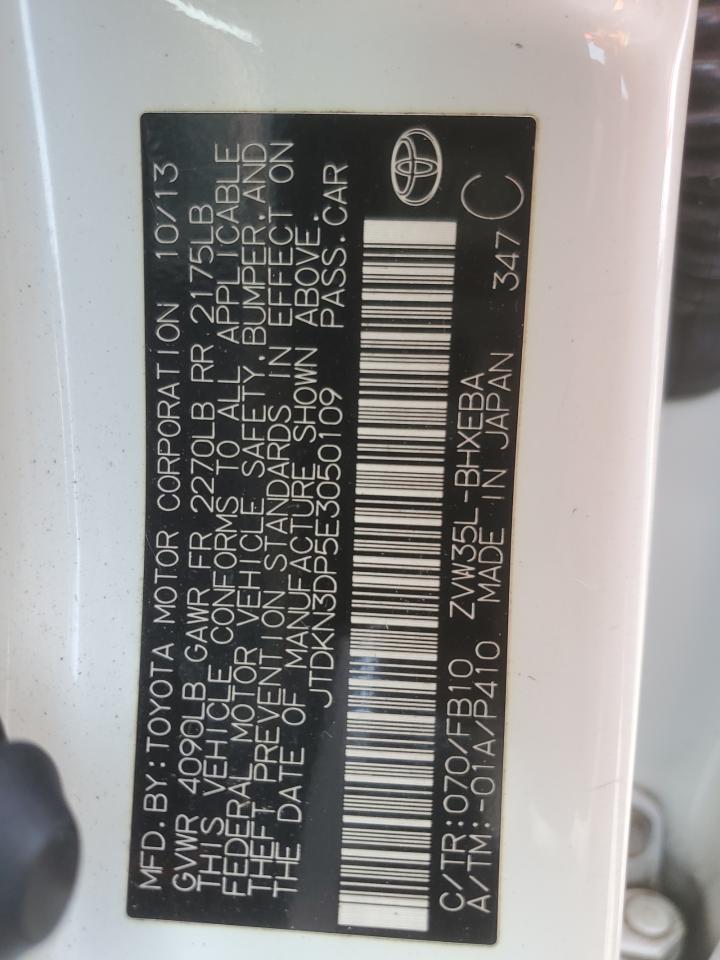 MFD.BY:TOYOTA MOTOR CORPORATION 10/13
GVWR 4090LB GAWR FR 2270LB RR 2175LB
THIS VEHICLE CONFORMS TO ALL APPLICABLE
FEDERAL MOTOR VEHICLE SAFETY,BUMPER,AND
THEFT PREVENTION STANDARDS IN EFFECT ON
THE DATE OF MANUFACTURE SHOWN ABOVE.
JTDKN3DP5E3050109 PASS.CAR
C/TR:070/FB10 ZVW35L-BHXEBA
A/TM:-01A/P410 MADE IN JAPAN 347 C